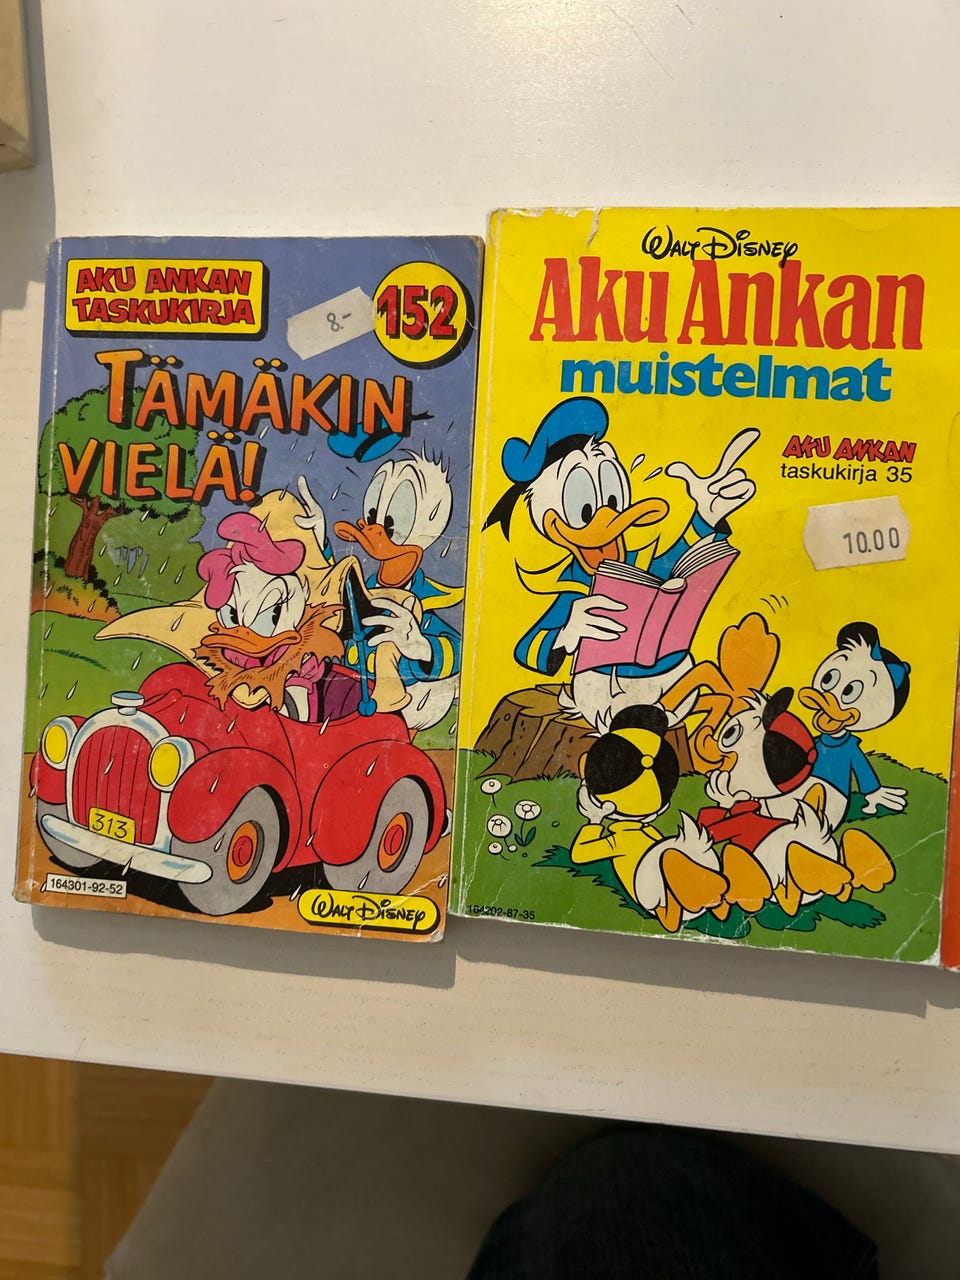 AKU ANKAN
TASKUKIRJA
8.-
152
TÄMÄKIN
VIELÄ!
313
164301-92-52
WALT DISNEY
WALT DISNEY
Aku Ankan
muistelmat
AKU ANKAN
taskukirja 35
10.00
164202-87-35